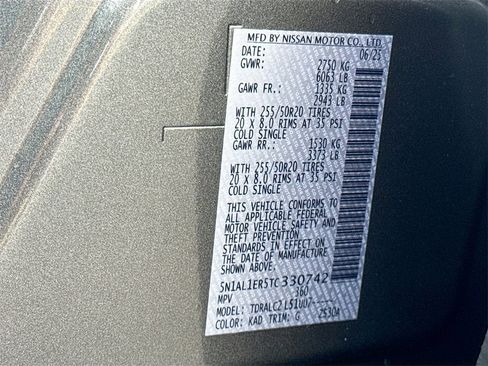 MFD BY NISSAN MOTOR CO., LTD.
DATE: 06/25
GVWR: 2750 KG
6063 LB
GAWR FR.: 1335 KG
2943 LB
WITH 255/50R20 TIRES
20 X 8.0 RIMS AT 35 PSI
COLD SINGLE
GAWR RR.: 1530 KG
3373 LB
WITH 255/50R20 TIRES
20 X 8.0 RIMS AT 35 PSI
COLD SINGLE
THIS VEHICLE CONFORMS TO
ALL APPLICABLE FEDERAL
MOTOR VEHICLE SAFETY AND
THEFT PREVENTION
STANDARDS IN EFFECT ON
THE DATE OF MANUFACTURE
SHOWN ABOVE.
5N1AL1ER5TC330742
MPV 360
MODEL: TDRALC2 L51UU7-----
COLOR: KAD TRIM: G 2530A